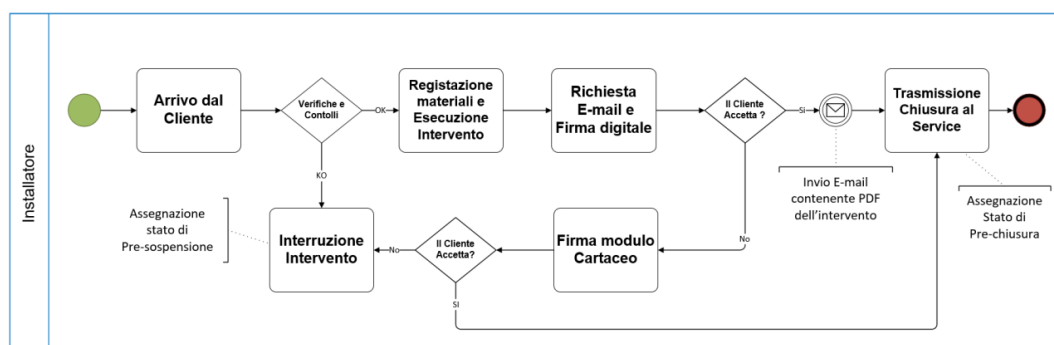 Installatore
Arrivo dal
Cliente
Verifiche e
Contolli
OK
KO
Registazione
materiali e
Esecuzione
Intervento
Richiesta
E-mail e
Firma digitale
Il Cliente
Accetta ?
Si
No
Invio E-mail
contenente PDF
dell'intervento
Trasmissione
Chiusura al
Service
Assegnazione
Stato di
Pre-chiusura
Assegnazione
stato di
Pre-sospensione
Interruzione
Intervento
No
Il Cliente
Accetta?
SI
Firma modulo
Cartaceo